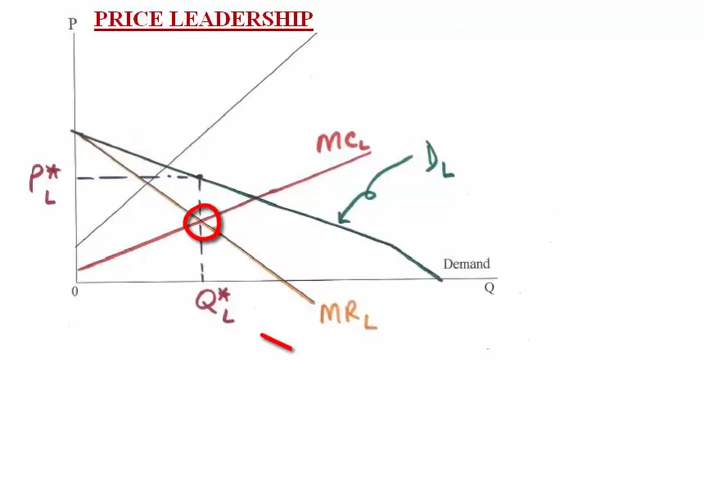 P
PRICE LEADERSHIP
MCL
DL
P*L
Demand
0
Q
Q*L
MRL